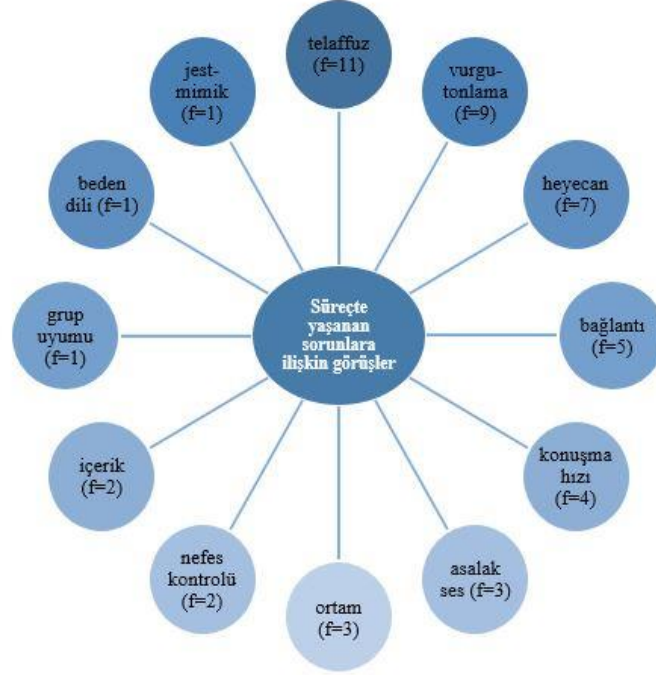 telaffuz
(f=11)
vurgu-
tonlama
(f=9)
heyecan
(f=7)
bağlantı
(f=5)
konuşma
hızı
(f=4)
asalak
ses (f=3)
ortam
(f=3)
nefes
kontrolü
(f=2)
içerik
(f=2)
grup
uyumu
(f=1)
beden
dili (f=1)
jest-
mimik
(f=1)
Süreçte
yaşanan
sorunlara
ilişkin görüşler